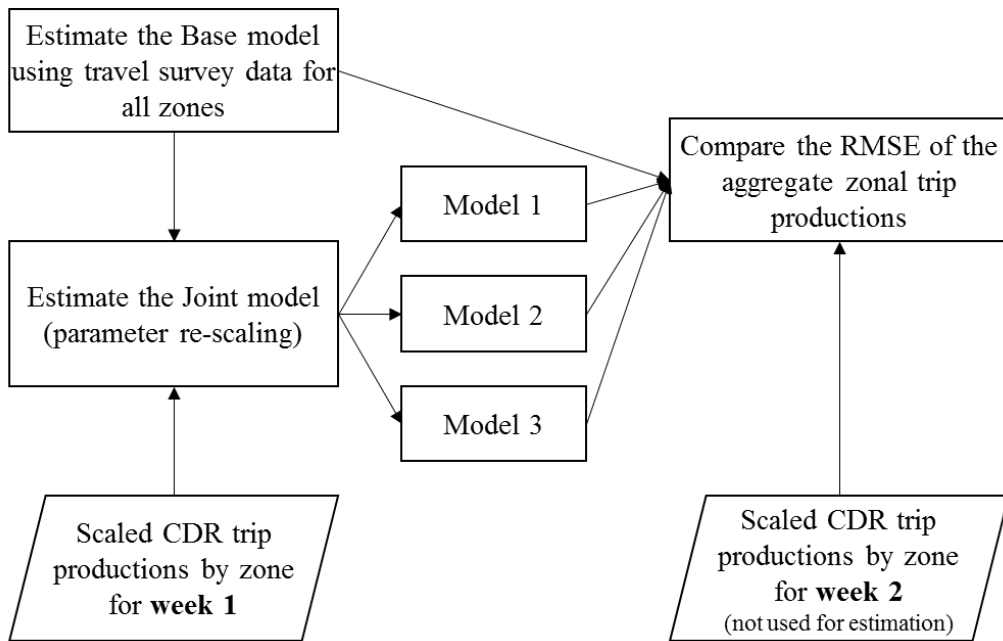 Estimate the Base model
using travel survey data for
all zones
Compare the RMSE of the
aggregate zonal trip
productions
Model 1
Model 2
Model 3
Estimate the Joint model
(parameter re-scaling)
Scaled CDR trip
productions by zone
for week 1
Scaled CDR trip
productions by zone
for week 2
(not used for estimation)